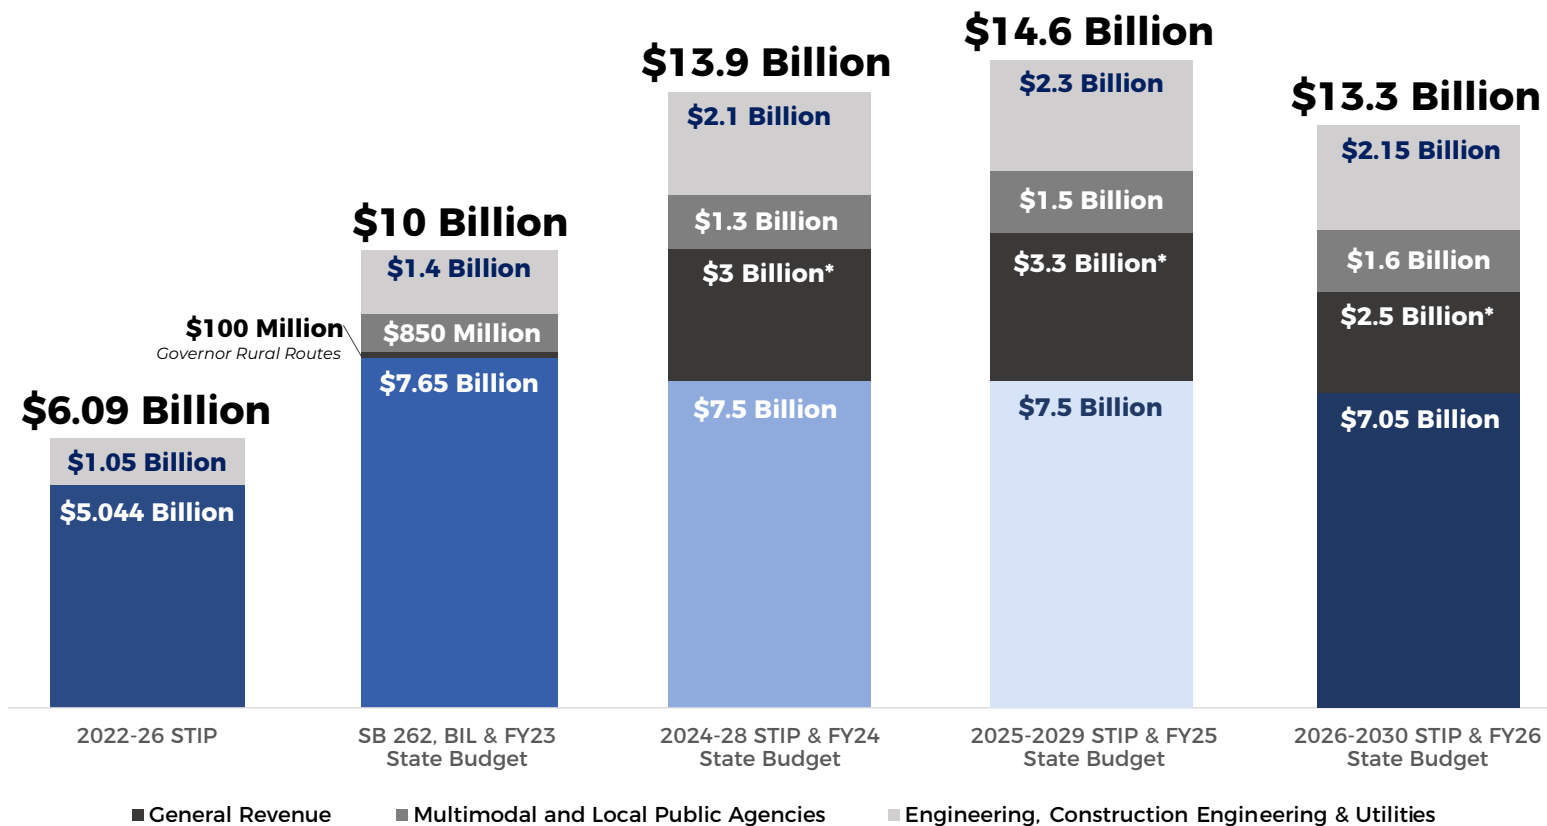 $6.09 Billion
$1.05 Billion
$5.044 Billion
2022-26 STIP
$10 Billion
$1.4 Billion
$850 Million
$100 Million
Governor Rural Routes
$7.65 Billion
SB 262, BIL & FY23
State Budget
$13.9 Billion
$2.1 Billion
$1.3 Billion
$3 Billion*
$7.5 Billion
2024-28 STIP & FY24
State Budget
$14.6 Billion
$2.3 Billion
$1.5 Billion
$3.3 Billion*
$7.5 Billion
2025-2029 STIP & FY25
State Budget
$13.3 Billion
$2.15 Billion
$1.6 Billion
$2.5 Billion*
$7.05 Billion
2026-2030 STIP & FY26
State Budget
General Revenue
Multimodal and Local Public Agencies
Engineering, Construction Engineering & Utilities